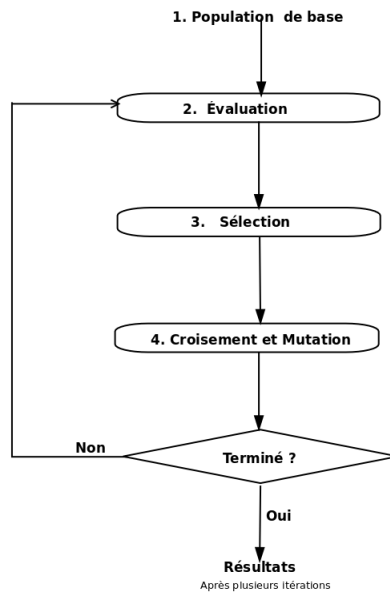 1. Population de base
2. Évaluation
3. Sélection
4. Croisement et Mutation
Terminé ?
Non
Oui
Résultats
Après plusieurs itérations